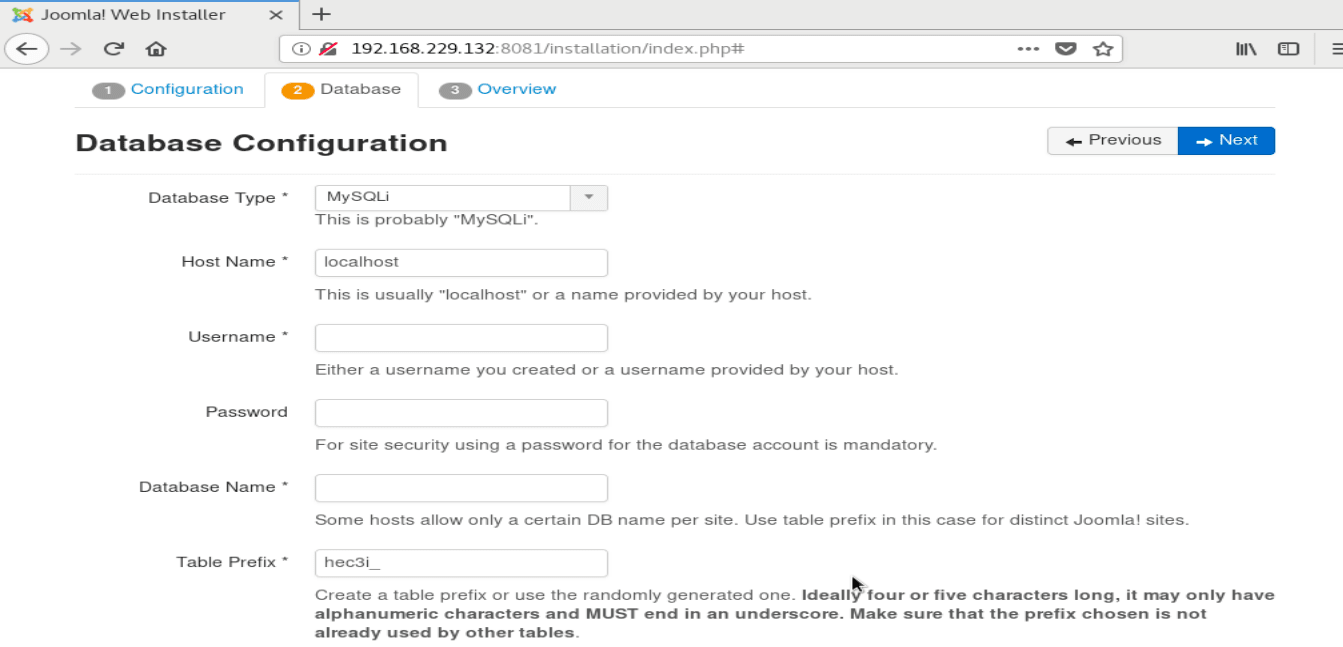 Joomla! Web Installer
192.168.229.132:8081/installation/index.php#
1 Configuration 2 Database 3 Overview
Database Configuration
Previous Next
Database Type * MySQLi
This is probably "MySQLi".
Host Name * localhost
This is usually "localhost" or a name provided by your host.
Username *
Either a username you created or a username provided by your host.
Password
For site security using a password for the database account is mandatory.
Database Name *
Some hosts allow only a certain DB name per site. Use table prefix in this case for distinct Joomla! sites.
Table Prefix * hec3i_
Create a table prefix or use the randomly generated one. Ideally four or five characters long, it may only have
alphanumeric characters and MUST end in an underscore. Make sure that the prefix chosen is not
already used by other tables.